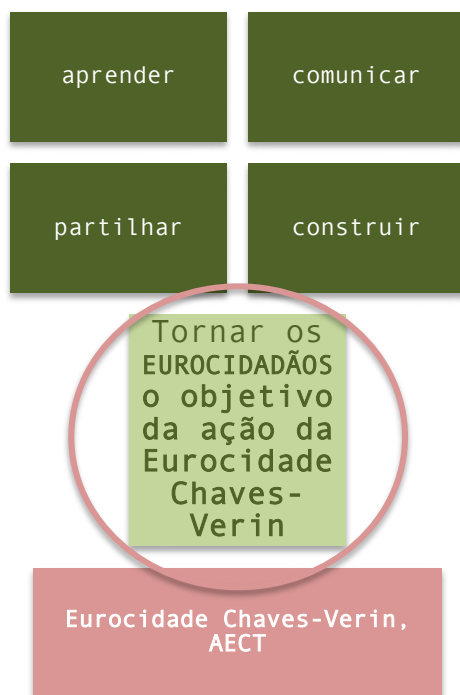 aprender
comunicar
partilhar
construir
Tornar os
EUROCIDADÃOS
o objetivo
da ação da
Eurocidade
Chaves-
Verin
Eurocidade Chaves-Verin,
AECT